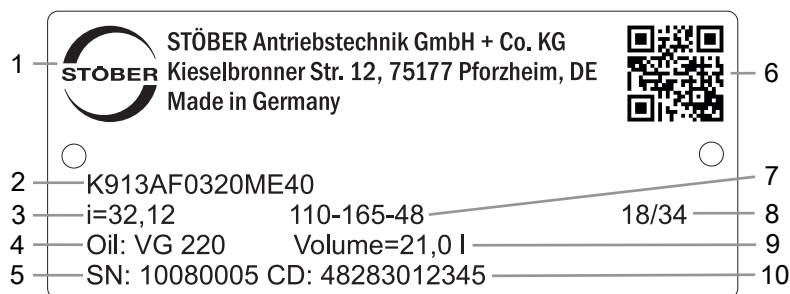 STÖBER Antriebstechnik GmbH + Co. KG
1 STÖBER Kieselbronner Str. 12, 75177 Pforzheim, DE 6
Made in Germany
2 K913AF0320ME40 7
3 i=32,12 110-165-48 18/34 8
4 Oil: VG 220 Volume=21,0 l 9
5 SN: 10080005 CD: 48283012345 10